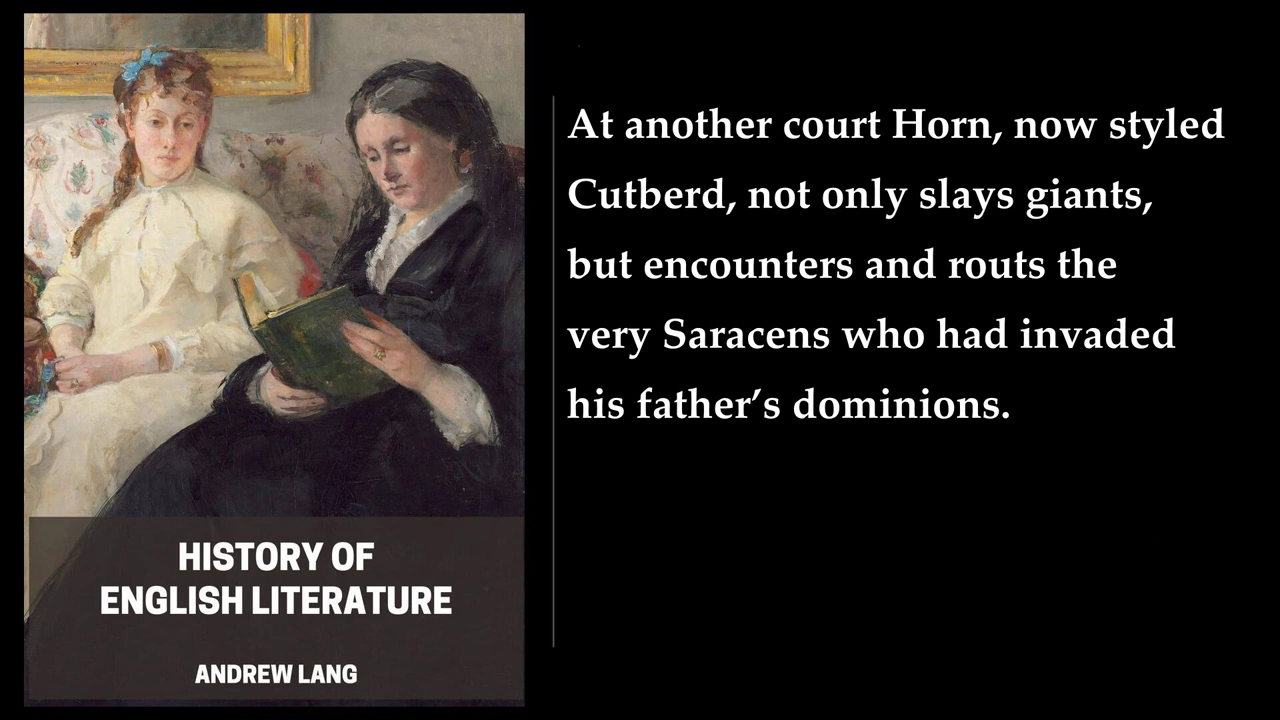 At another court Horn, now styled
Cutberd, not only slays giants,
but encounters and routs the
very Saracens who had invaded
his father’s dominions.
HISTORY OF
ENGLISH LITERATURE
ANDREW LANG